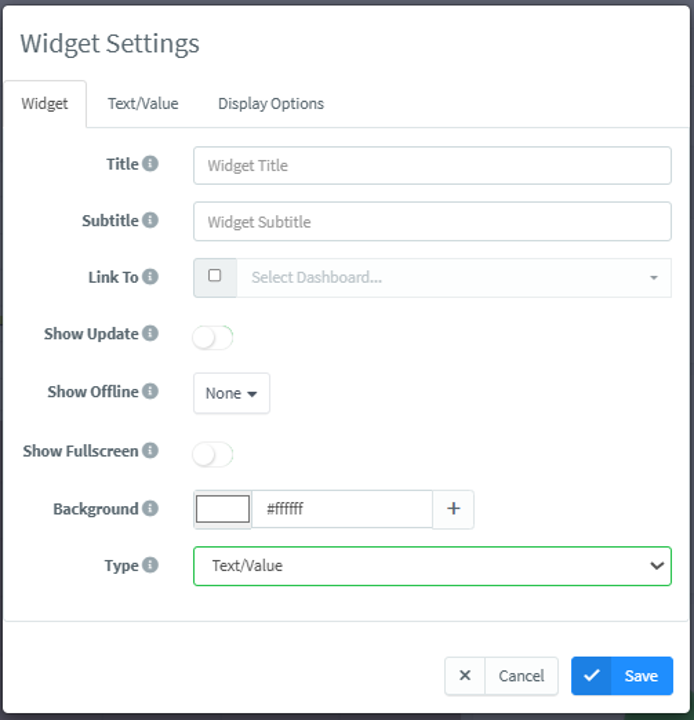 Widget Settings
Widget Text/Value Display Options
Title Widget Title
Subtitle Widget Subtitle
Link To Select Dashboard...
Show Update
Show Offline None
Show Fullscreen
Background #ffffff +
Type Text/Value
Cancel Save